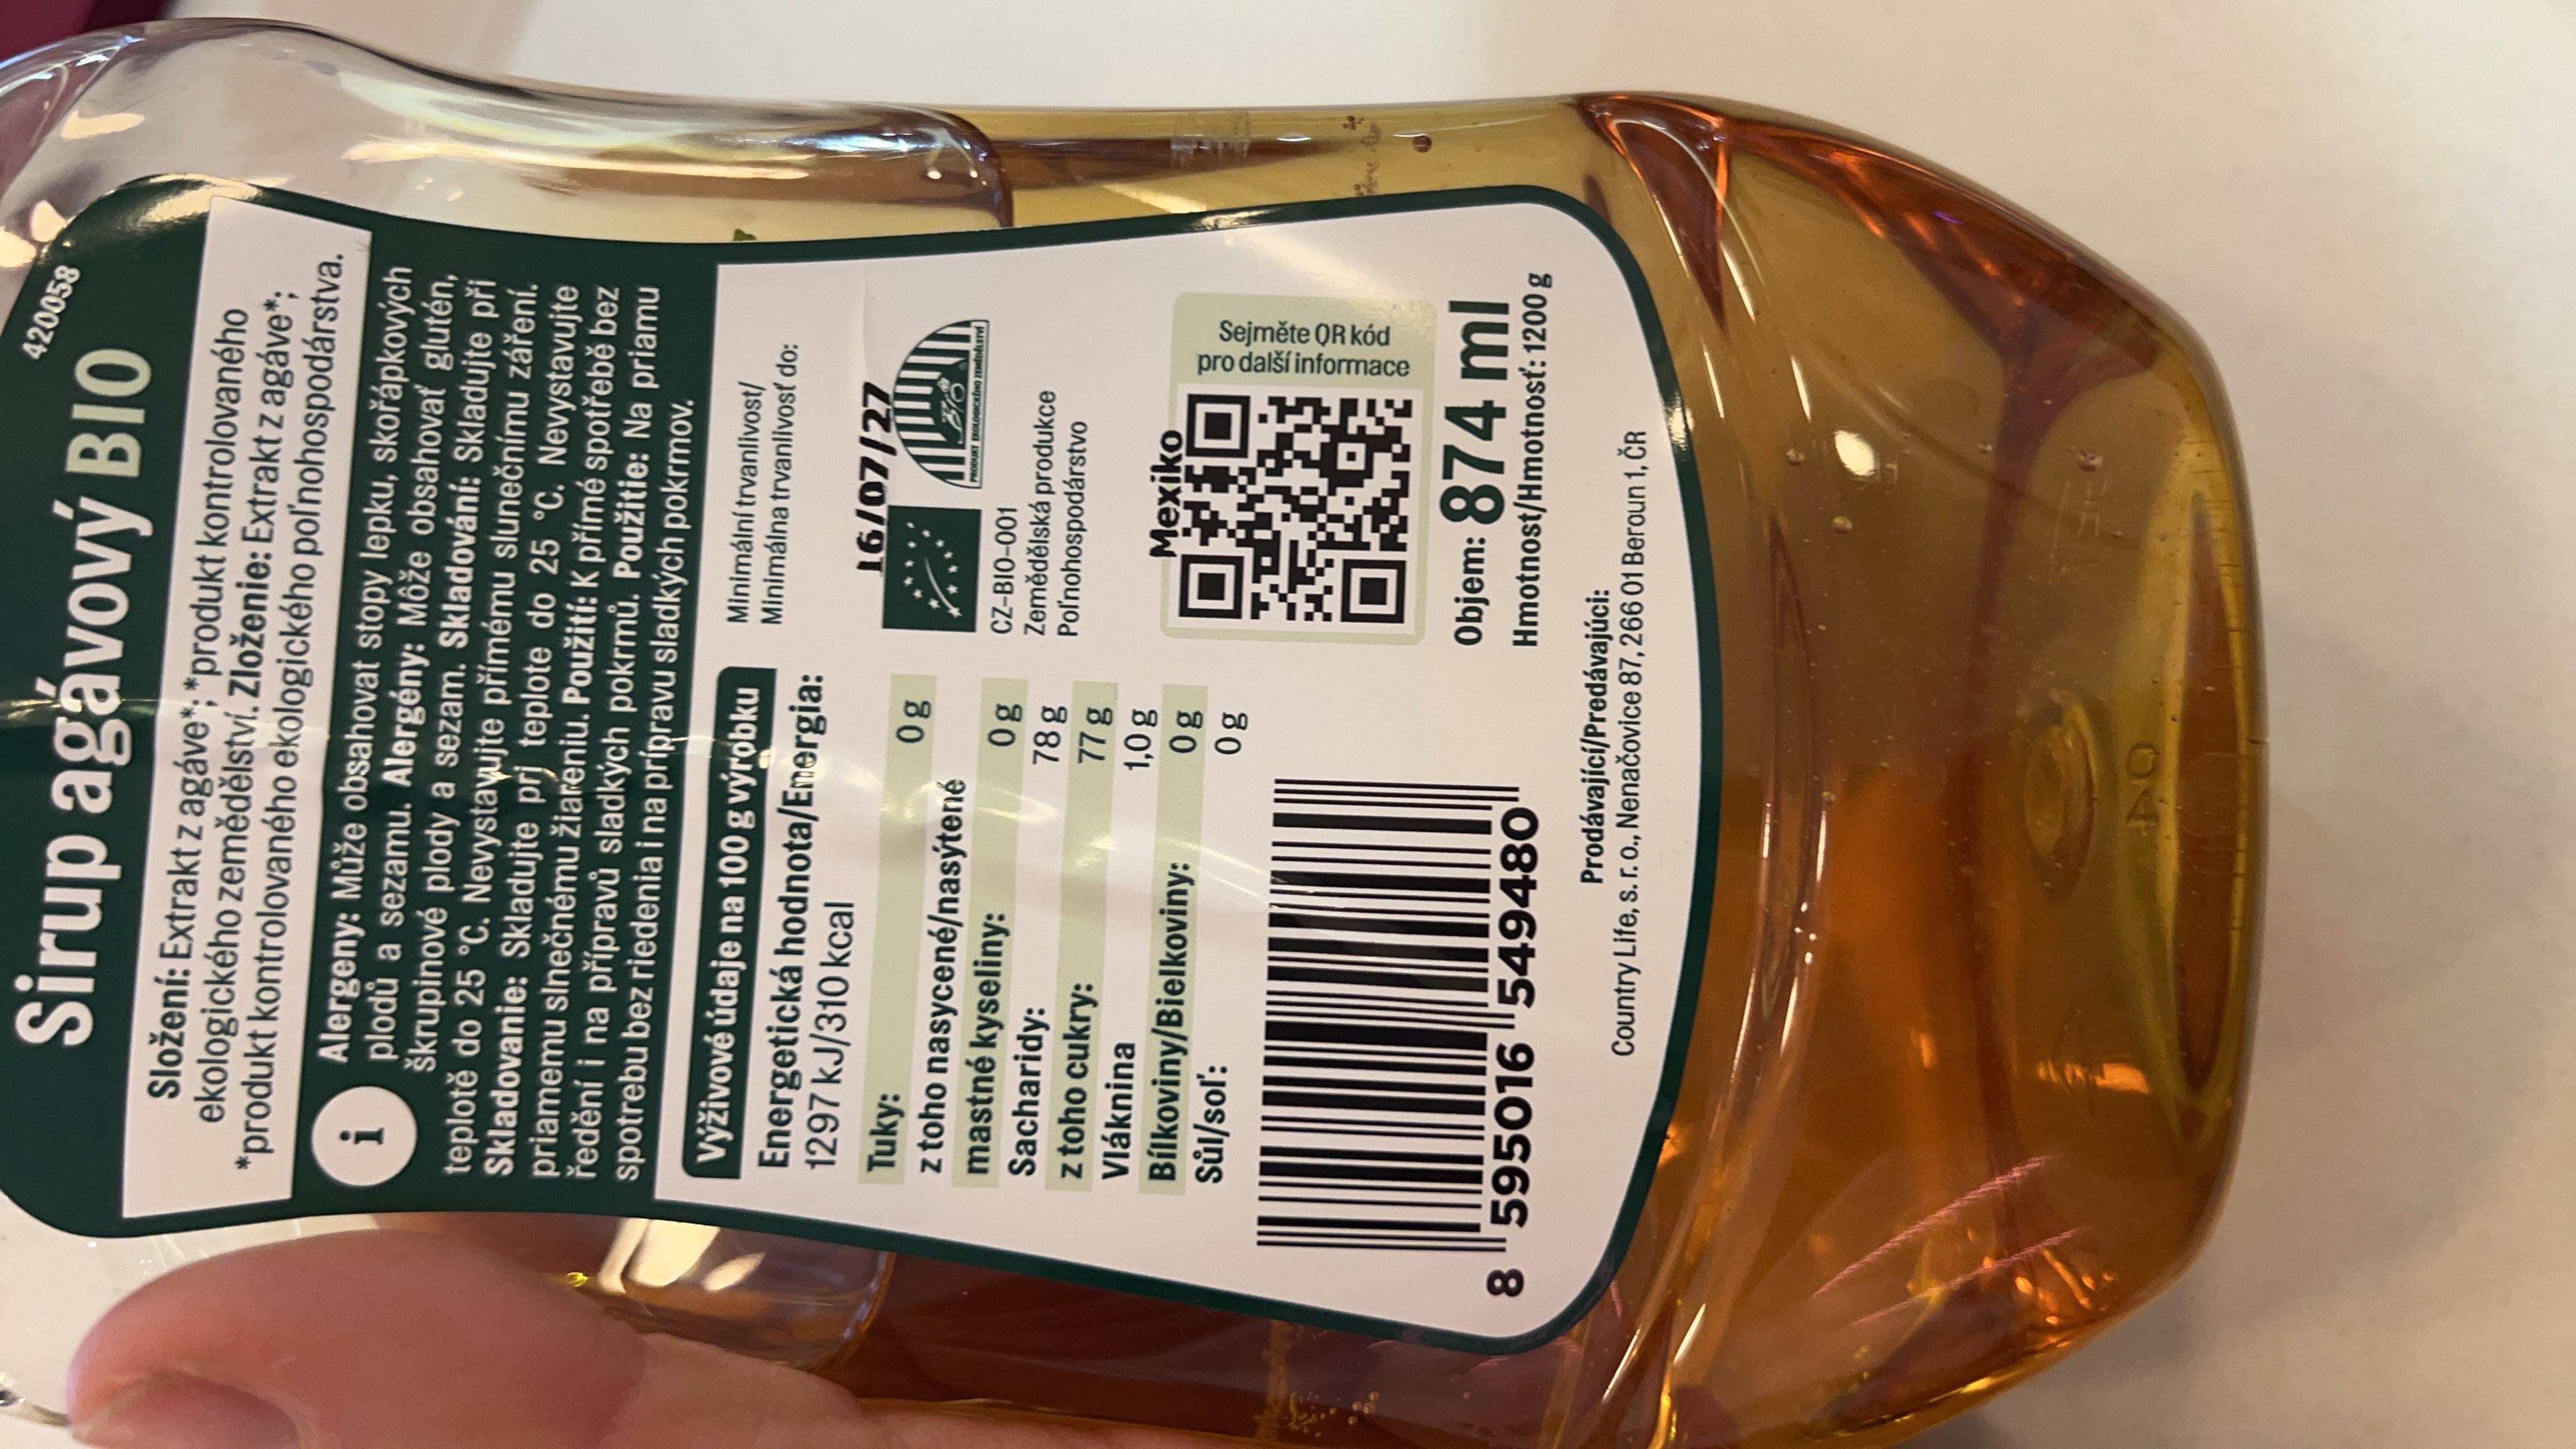 420058
Sirup agávový BIO
Složení: Extrakt z agáve*; *produkt kontrolovaného
ekologického zemědělství. Zloženie: Extrakt z agáve*;
*produkt kontrolovaného ekologického poľnohospodárstva.
i
Alergeny: Může obsahovat stopy lepku, skořápkových
plodů a sezamu. Alergény: Môže obsahovať glutén,
škrupinové plody a sezam. Skladování: Skladujte při
teplotě do 25 °C. Nevystavujte přímému slunečnímu záření.
Skladovanie: Skladujte pri teplote do 25 °C. Nevystavujte
priamemu slnečnému žiareniu. Použití: K přímé spotřebě bez
ředění i na přípravů sladkých pokrmů. Použitie: Na priamu
spotrebu bez riedenia i na prípravu sladkých pokrmov.
Výživové údaje na 100 g výrobku
Energetická hodnota/Energia:
1297 kJ/310 kcal
Tuky: 0 g
z toho nasycené/nasýtené
mastné kyseliny: 0 g
Sacharidy: 78 g
z toho cukry: 77 g
Vláknina 1,0 g
Bílkoviny/Bielkoviny: 0 g
Sůl/soľ: 0 g
8 595016 549480
Minimální trvanlivost/
Minimálna trvanlivosť do:
16/07/27
BIO
PRODUKT EKOLOGICKÉHO ZEMĚDĚLSTVÍ
CZ-BIO-001
Zemědělská produkce
Poľnohospodárstvo
Mexiko
Sejměte QR kód
pro další informace
Objem: 874 ml
Hmotnost/Hmotnosť: 1200 g
Prodávající/Predávajúci:
Country Life, s. r. o., Nenačovice 87, 266 01 Beroun 1, ČR